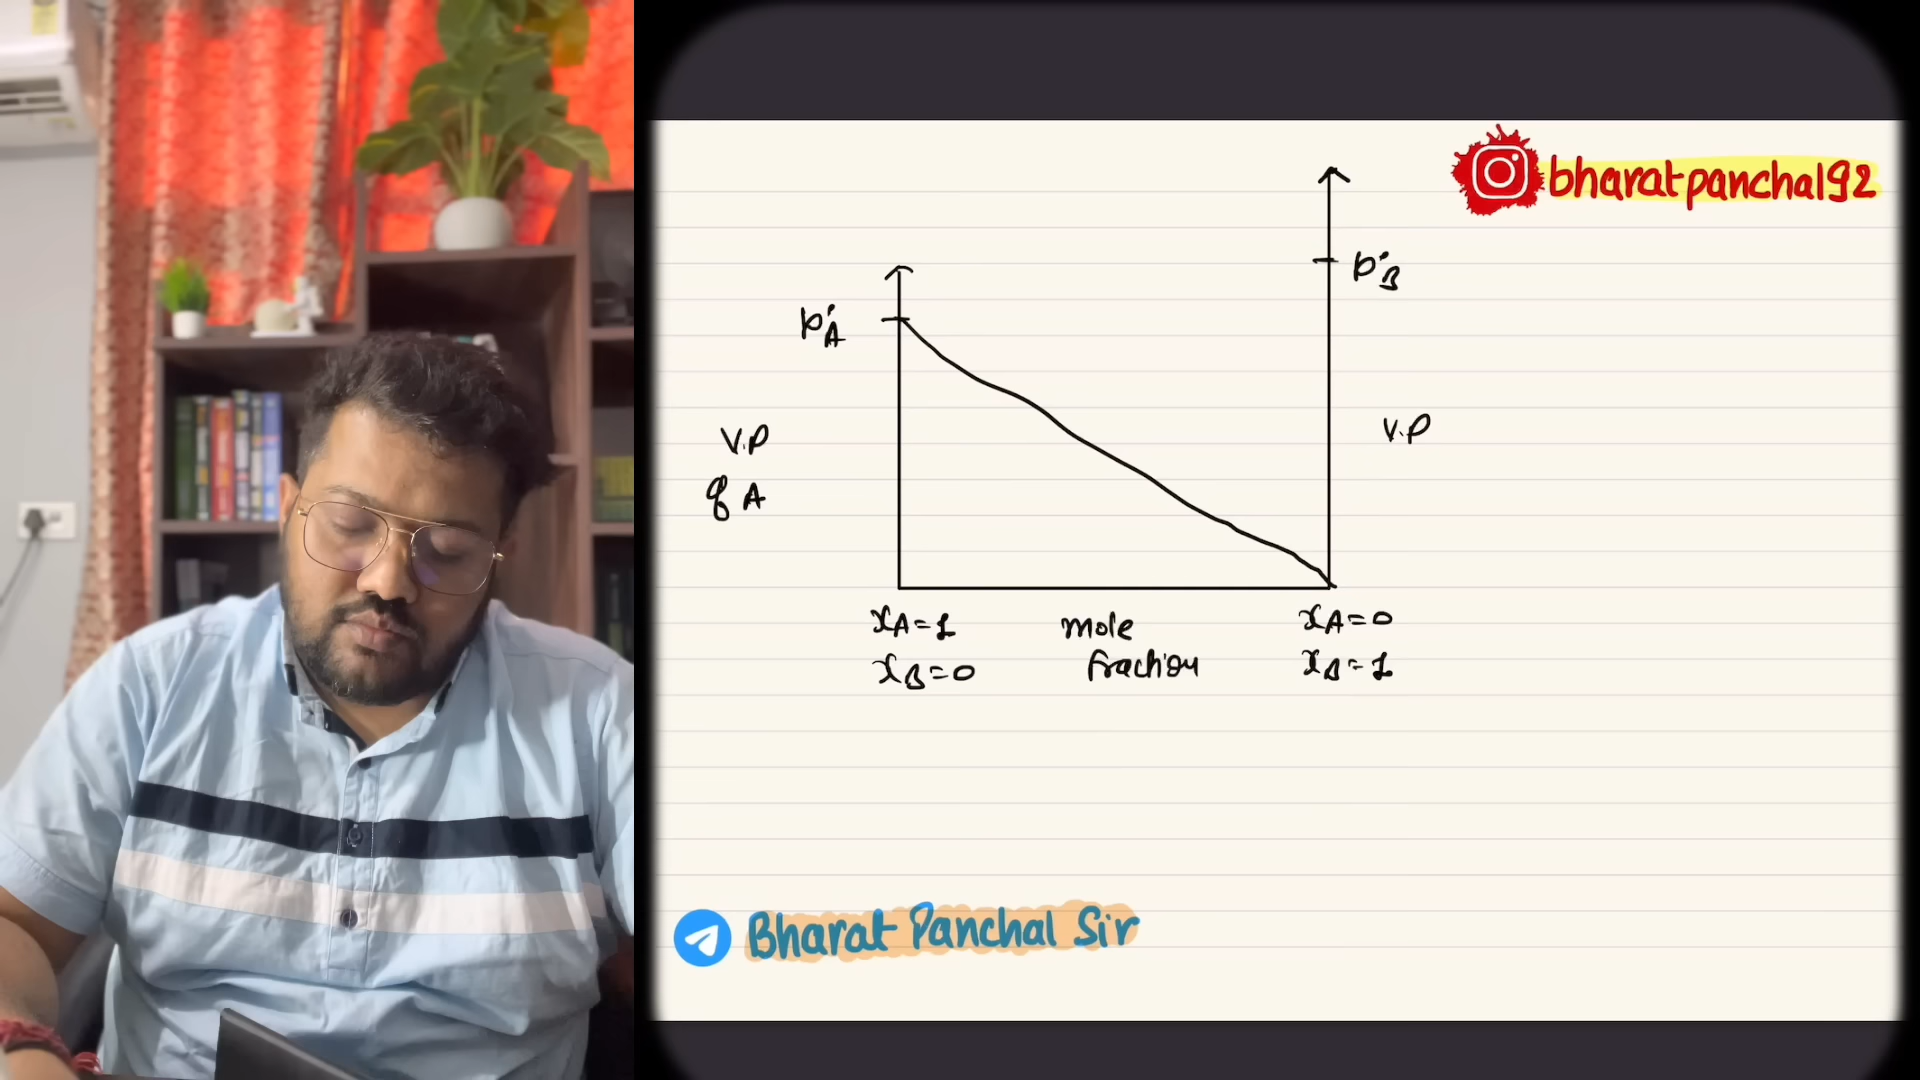 bharatpanchal92
p°B
p°A
V.P
V.P
of A
xA=1
mole
xA=0
xB=0
fraction
xB=1
Bharat Panchal Sir